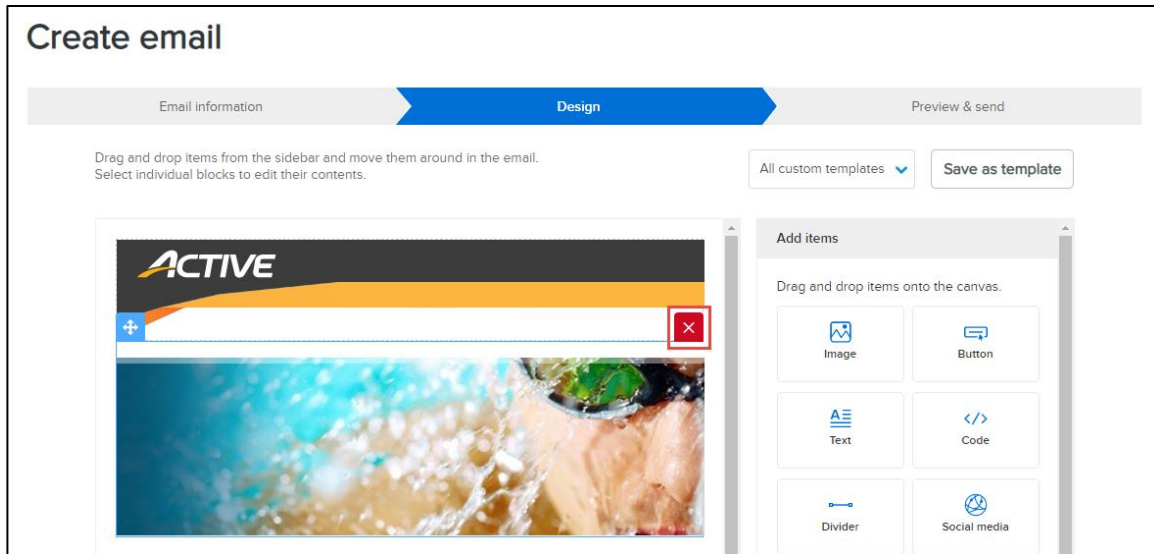 Create email
Email information
Design
Preview & send
Drag and drop items from the sidebar and move them around in the email.
Select individual blocks to edit their contents.
All custom templates
Save as template
ACTIVE
Add items
Drag and drop items onto the canvas.
Image
Button
Text
Code
Divider
Social media